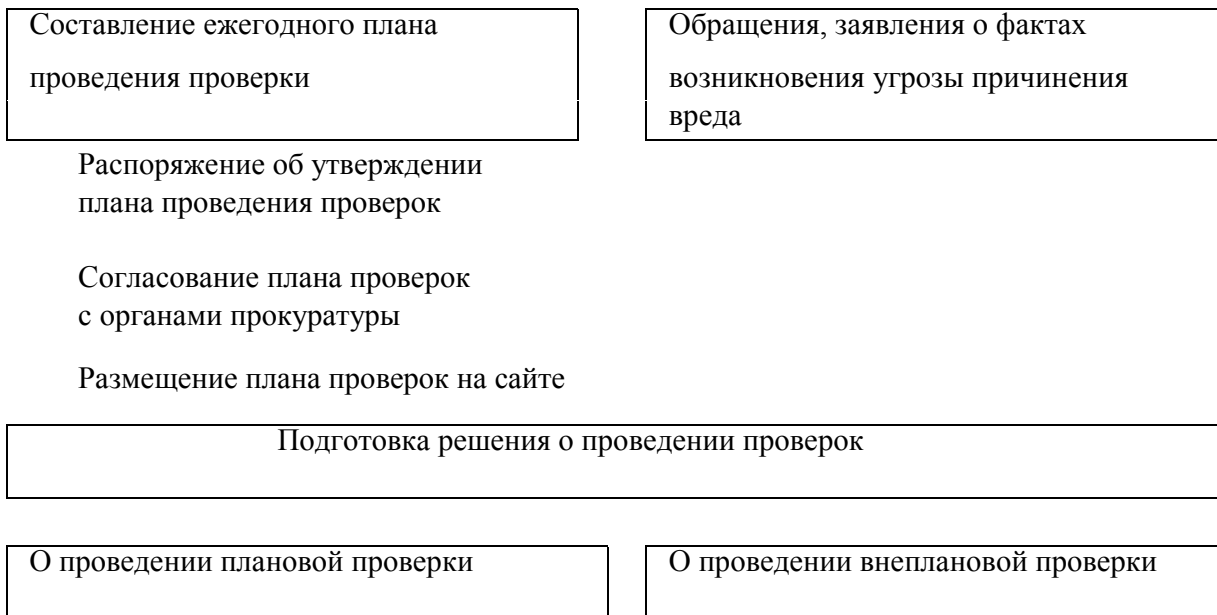 Составление ежегодного плана
проведения проверки
Обращения, заявления о фактах
возникновения угрозы причинения
вреда
Распоряжение об утверждении
плана проведения проверок
Согласование плана проверок
с органами прокуратуры
Размещение плана проверок на сайте
Подготовка решения о проведении проверок
О проведении плановой проверки
О проведении внеплановой проверки